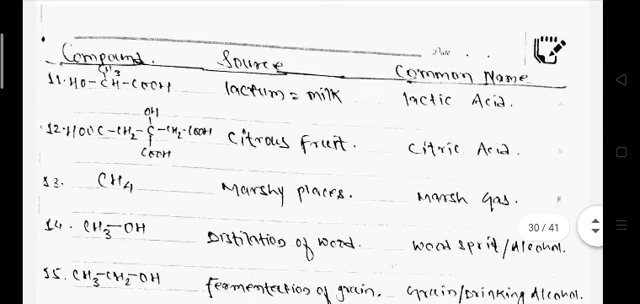 Date
Compound. Source Common Name
CH3
11. HO-CH-COOH lactum = milk lactic Acid.
OH
12. HOOC-CH2-C-CH2-COOH Citrous fruit. Citric Acid.
COOH
13. CH4 Marshy places. Marsh gas.
30 / 41
14. CH3-OH Distilation of wood. wood sprit/Alcohol.
15. CH3-CH2-OH fermentection of grain. Grain/Drinking Alcohol.